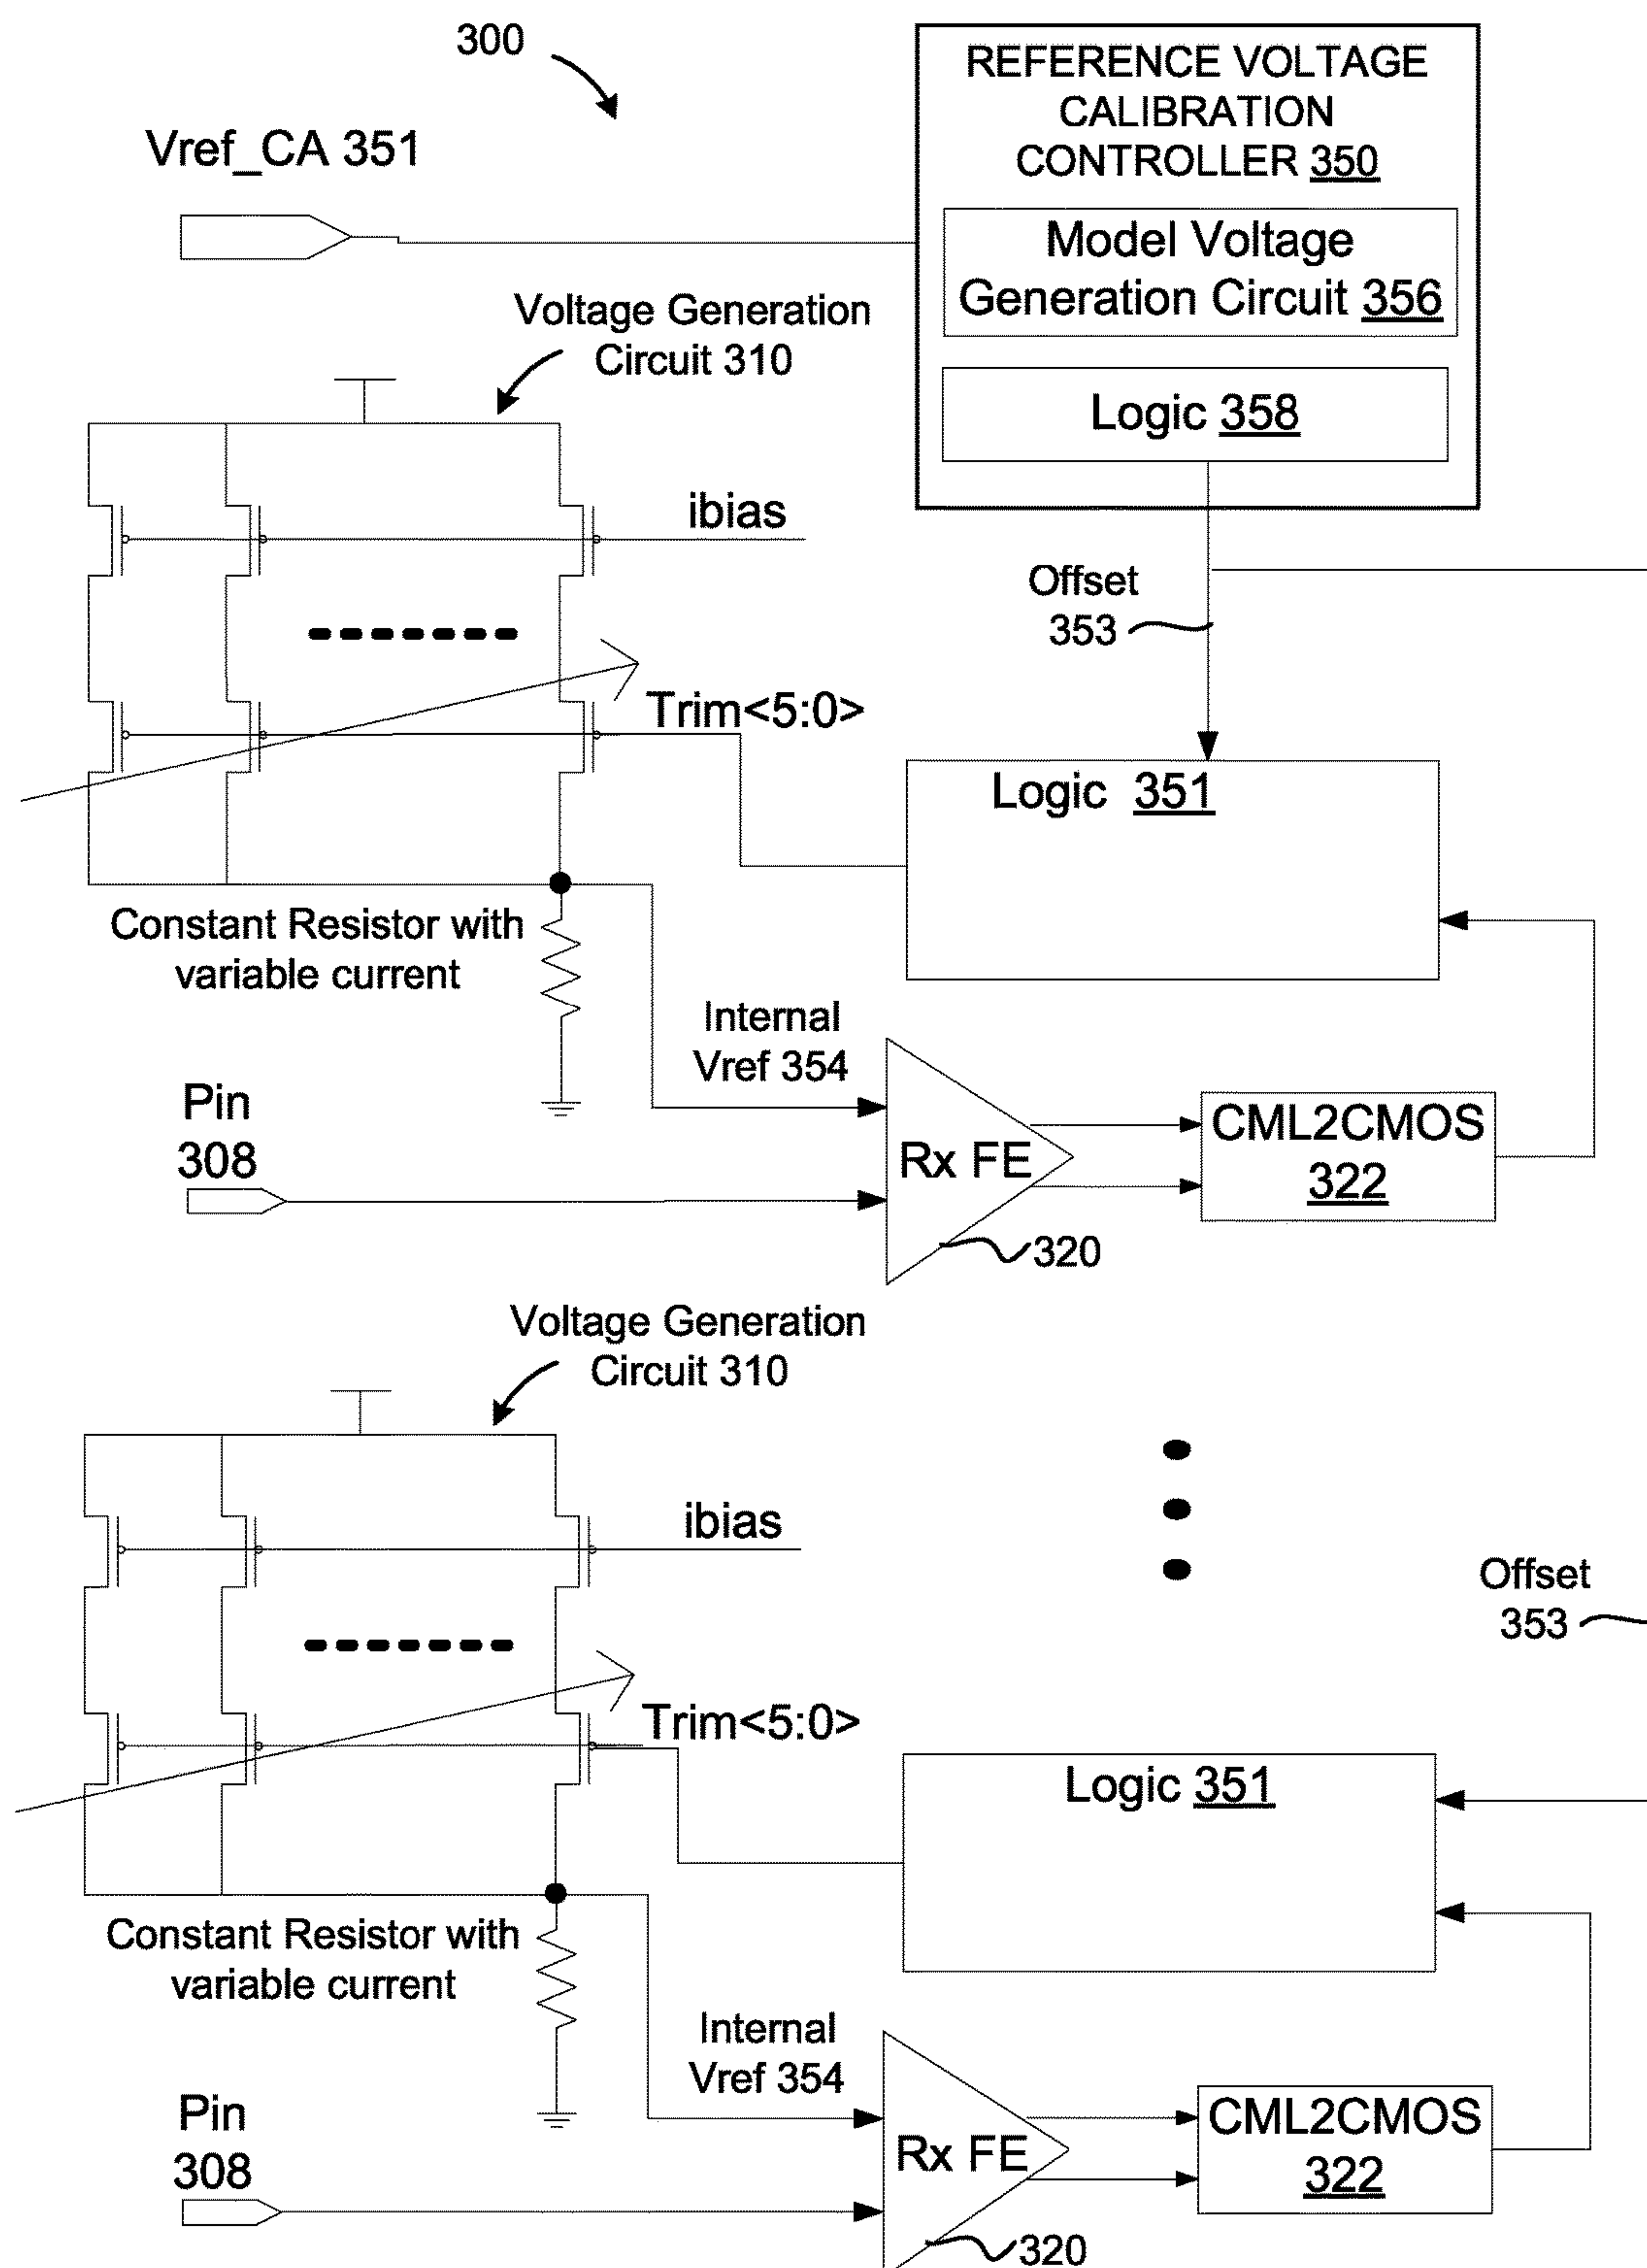 300
Vref_CA 351
REFERENCE VOLTAGE
CALIBRATION
CONTROLLER 350
Model Voltage
Generation Circuit 356
Logic 358
Voltage Generation
Circuit 310
ibias
Offset
353
Trim<5:0>
Logic 351
Constant Resistor with
variable current
Internal
Vref 354
Pin
308
Rx FE
CML2CMOS
322
320
Voltage Generation
Circuit 310
ibias
Offset
353
Trim<5:0>
Logic 351
Constant Resistor with
variable current
Internal
Vref 354
Pin
308
Rx FE
CML2CMOS
322
320